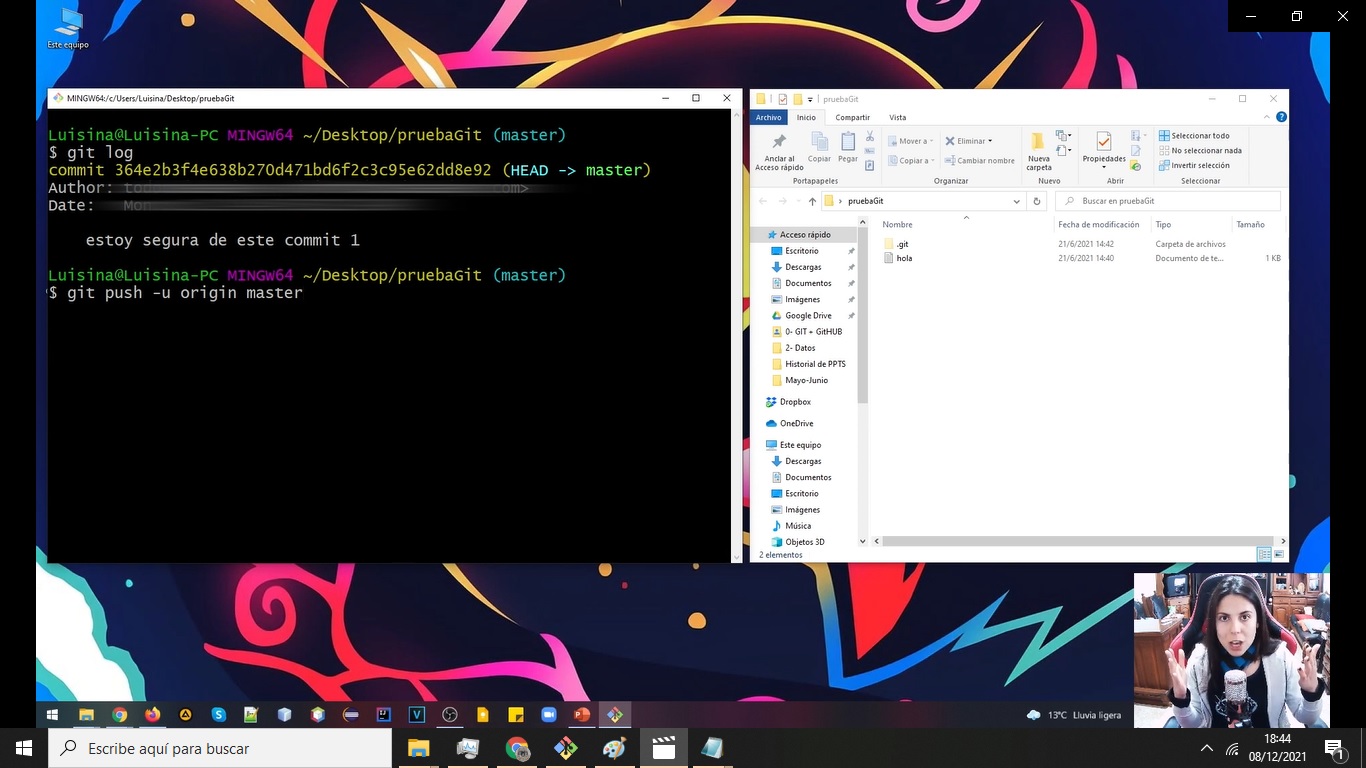 Este equipo
MINGW64:/c/Users/Luisina/Desktop/pruebaGit
Luisina@Luisina-PC MINGW64 ~/Desktop/pruebaGit (master)
$ git log
commit 364e2b3f4e638b270d471bd6f2c3c95e62dd8e92 (HEAD -> master)
Author:
Date:
estoy segura de este commit 1
Luisina@Luisina-PC MINGW64 ~/Desktop/pruebaGit (master)
$ git push -u origin master
pruebaGit
Archivo Inicio Compartir Vista
Anclar al Acceso rápido
Copiar
Pegar
Mover a
Copiar a
Eliminar
Cambiar nombre
Nueva carpeta
Propiedades
Seleccionar todo
No seleccionar nada
Invertir selección
Portapapeles Organizar Nuevo Abrir Seleccionar
pruebaGit
Buscar en pruebaGit
Nombre Fecha de modificación Tipo Tamaño
.git 21/6/2021 14:42 Carpeta de archivos
hola 21/6/2021 14:40 Documento de te... 1 KB
Acceso rápido
Escritorio
Descargas
Documentos
Imágenes
Google Drive
0- GIT + GitHUB
2- Datos
Historial de PPTS
Mayo-Junio
Dropbox
OneDrive
Este equipo
Descargas
Documentos
Escritorio
Imágenes
Música
Objetos 3D
2 elementos
13°C Lluvia ligera
Escribe aquí para buscar
18:44
08/12/2021
1